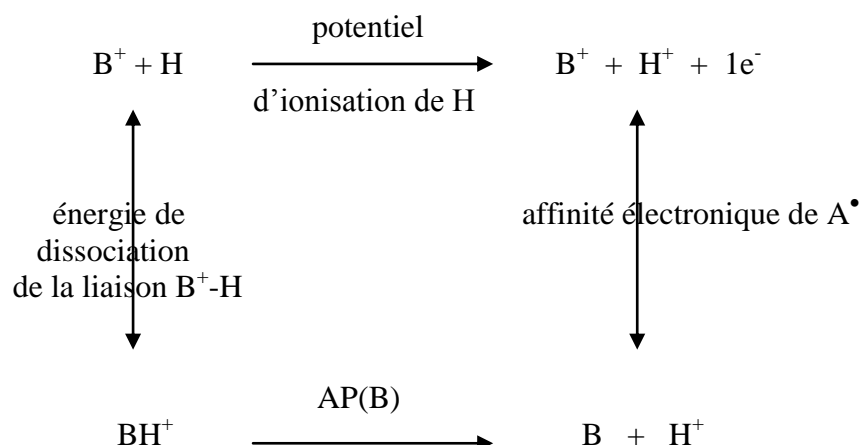 potentiel
B⁺ + H
B⁺ + H⁺ + 1e⁻
d’ionisation de H
énergie de
dissociation
de la liaison B⁺-H
affinité électronique de A•
AP(B)
BH⁺
B + H⁺